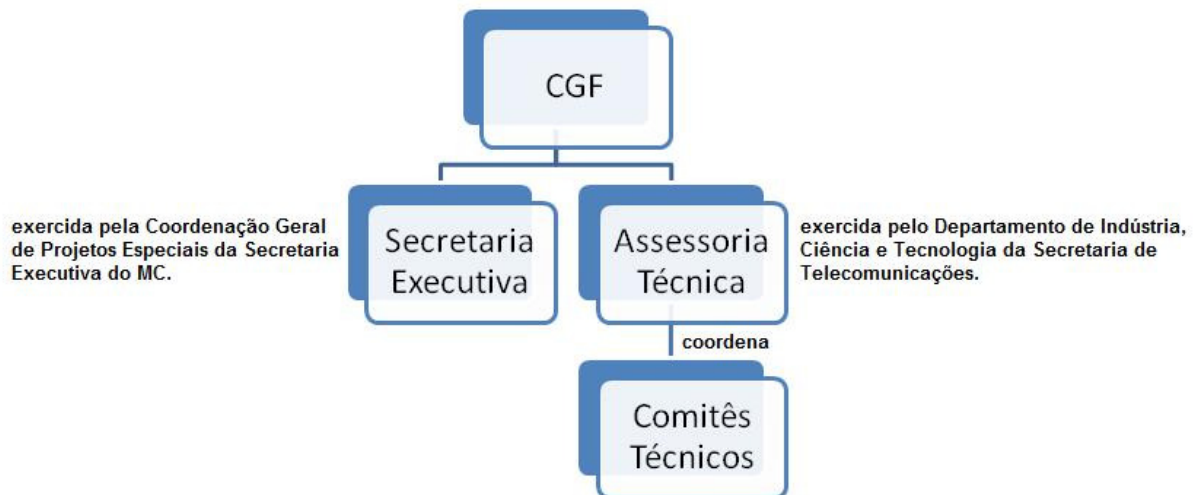 CGF
exercida pela Coordenação Geral
de Projetos Especiais da Secretaria
Executiva do MC.
Secretaria
Executiva
Assessoria
Técnica
exercida pelo Departamento de Indústria,
Ciência e Tecnologia da Secretaria de
Telecomunicações.
coordena
Comitês
Técnicos